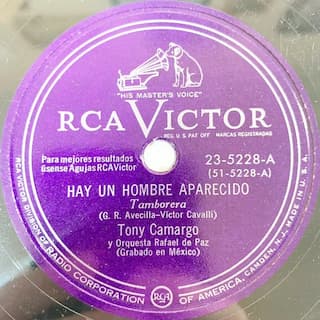 "HIS MASTER'S VOICE"
RCA VICTOR
REG. U. S. PAT. OFF. MARCAS REGISTRADAS
Para mejores resultados
úsense Agujas RCA Victor
23-5228-A
(51-5228-A)
HAY UN HOMBRE APARECIDO
Tamborera
(G. R. Avecilla-Victor Cavalli)
Tony Camargo
y Orquesta Rafael de Paz
(Grabado en México)
RCA VICTOR DIVISION OF RADIO CORPORATION OF AMERICA, CAMDEN, N.J. MADE IN U.S.A.
RCA